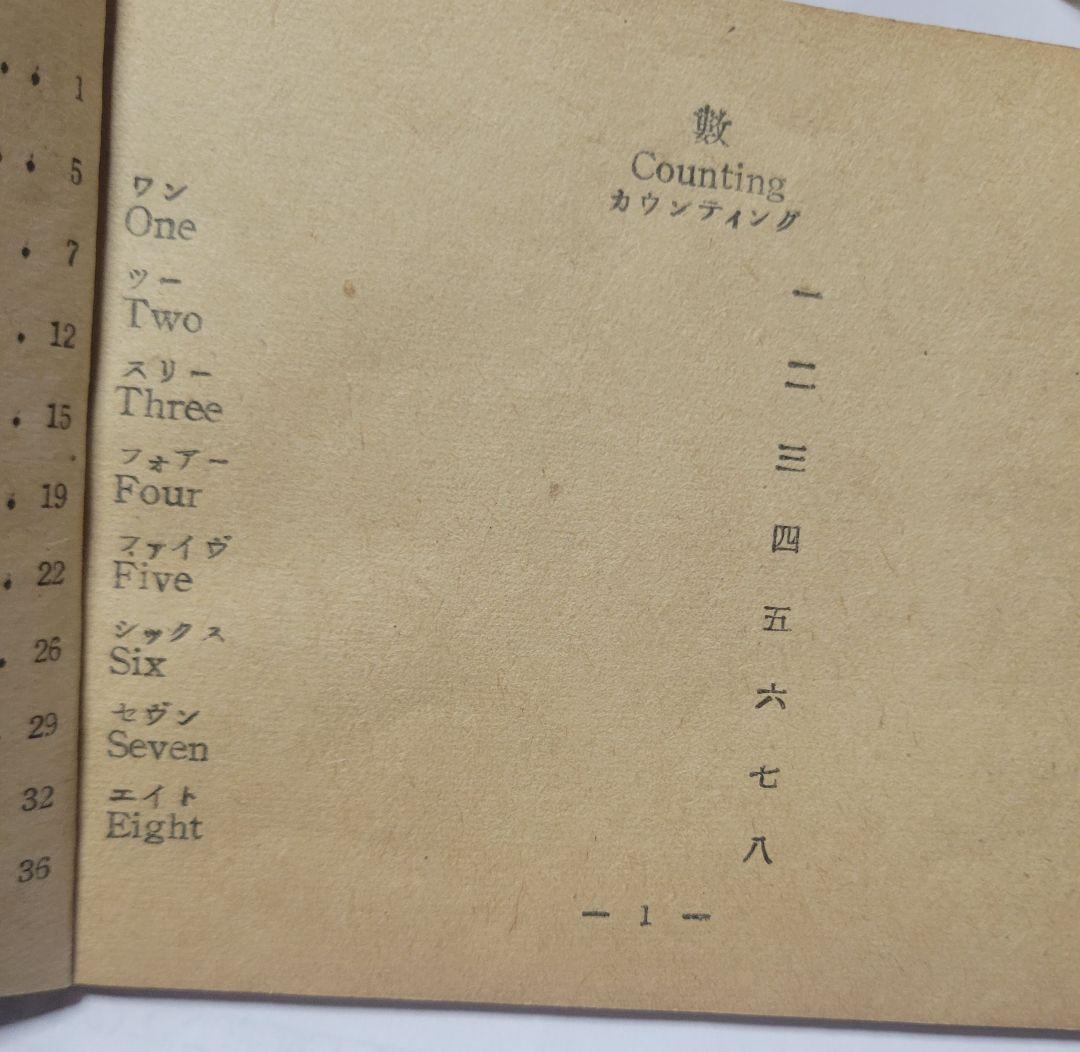 1
5
7
12
15
19
22
26
29
32
36
數
Counting
カウンティング
ワン
One 一
ツー
Two 二
スリー
Three 三
フォアー
Four 四
ファイヴ
Five 五
シックス
Six 六
セヴン
Seven 七
エイト
Eight 八
— 1 —